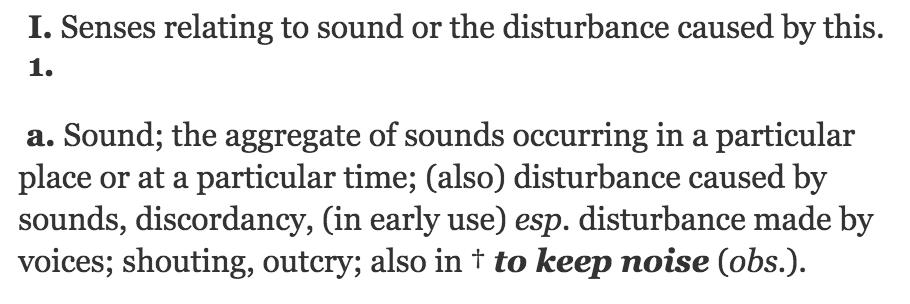 I. Senses relating to sound or the disturbance caused by this.
1.
a. Sound; the aggregate of sounds occurring in a particular
place or at a particular time; (also) disturbance caused by
sounds, discordancy, (in early use) esp. disturbance made by
voices; shouting, outcry; also in † to keep noise (obs.).